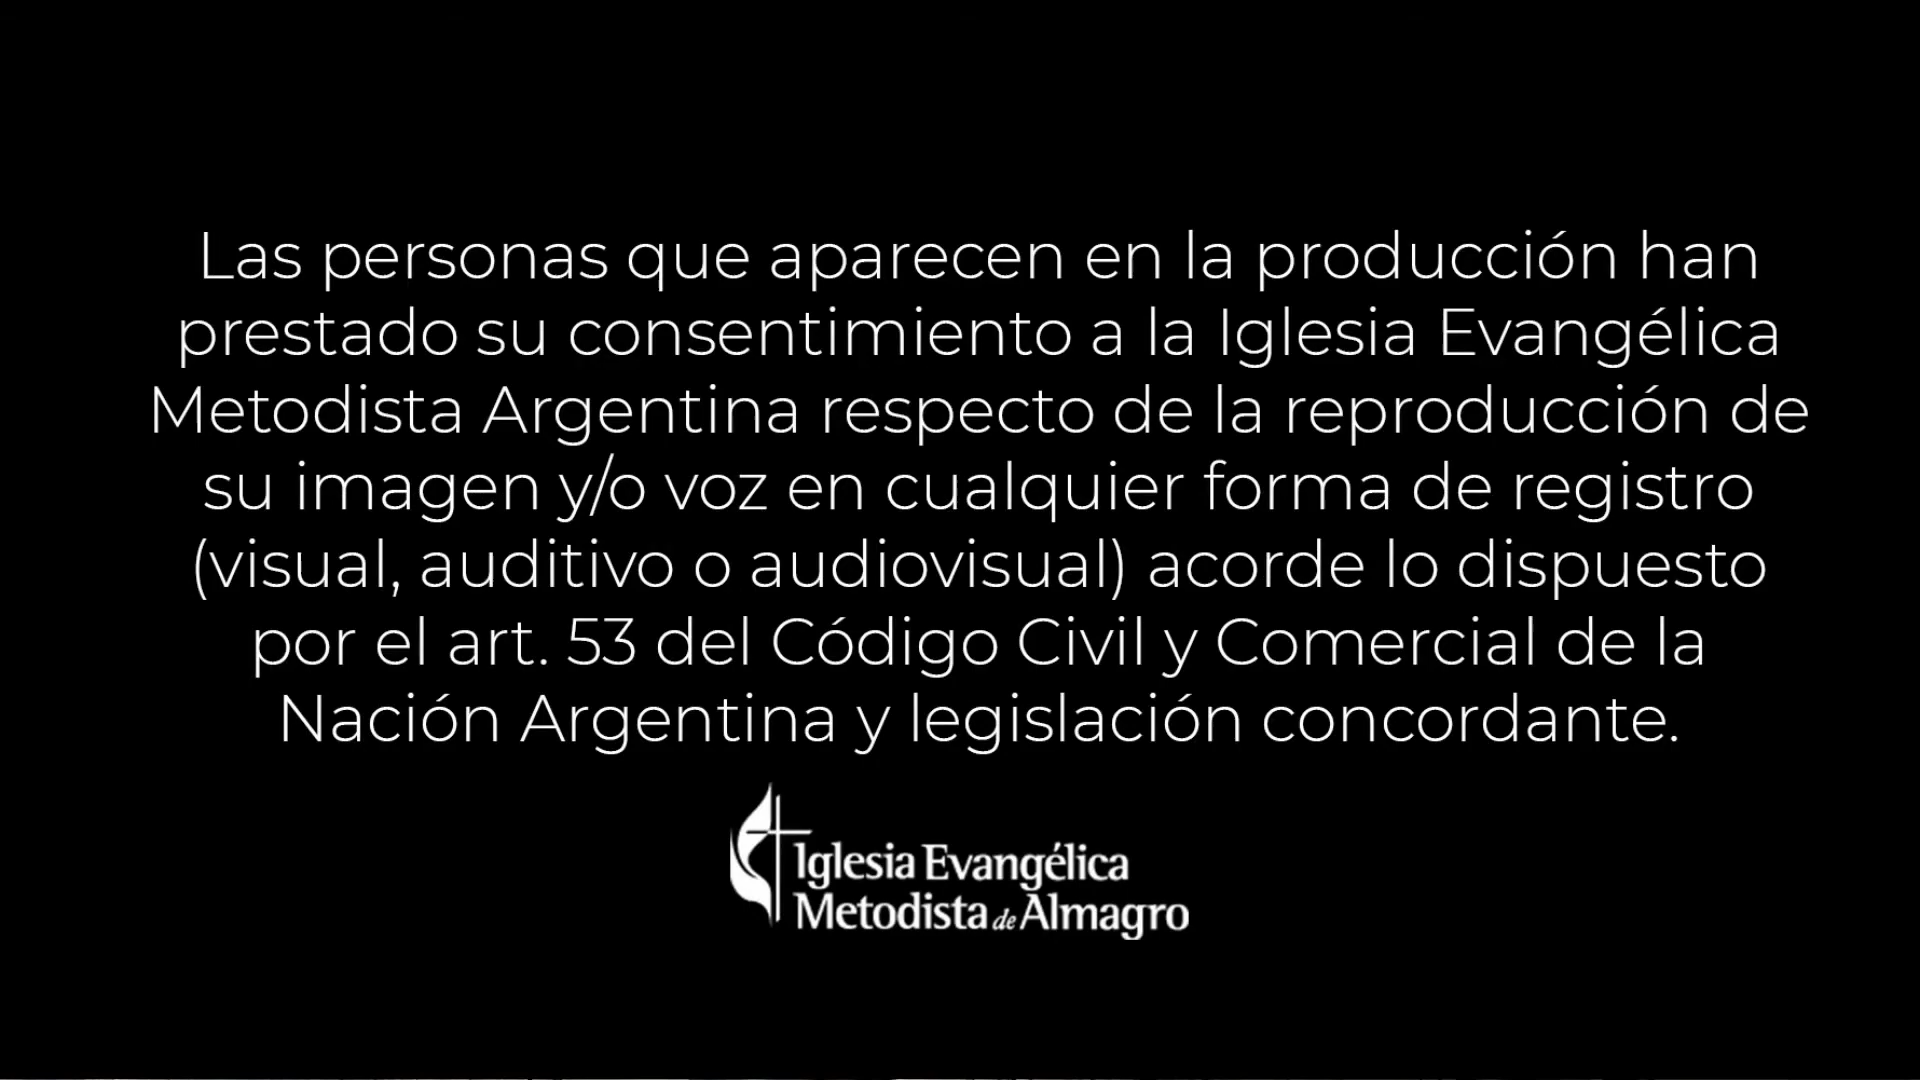 Las personas que aparecen en la producción han
prestado su consentimiento a la Iglesia Evangélica
Metodista Argentina respecto de la reproducción de
su imagen y/o voz en cualquier forma de registro
(visual, auditivo o audiovisual) acorde lo dispuesto
por el art. 53 del Código Civil y Comercial de la
Nación Argentina y legislación concordante.
Iglesia Evangélica
Metodista de Almagro